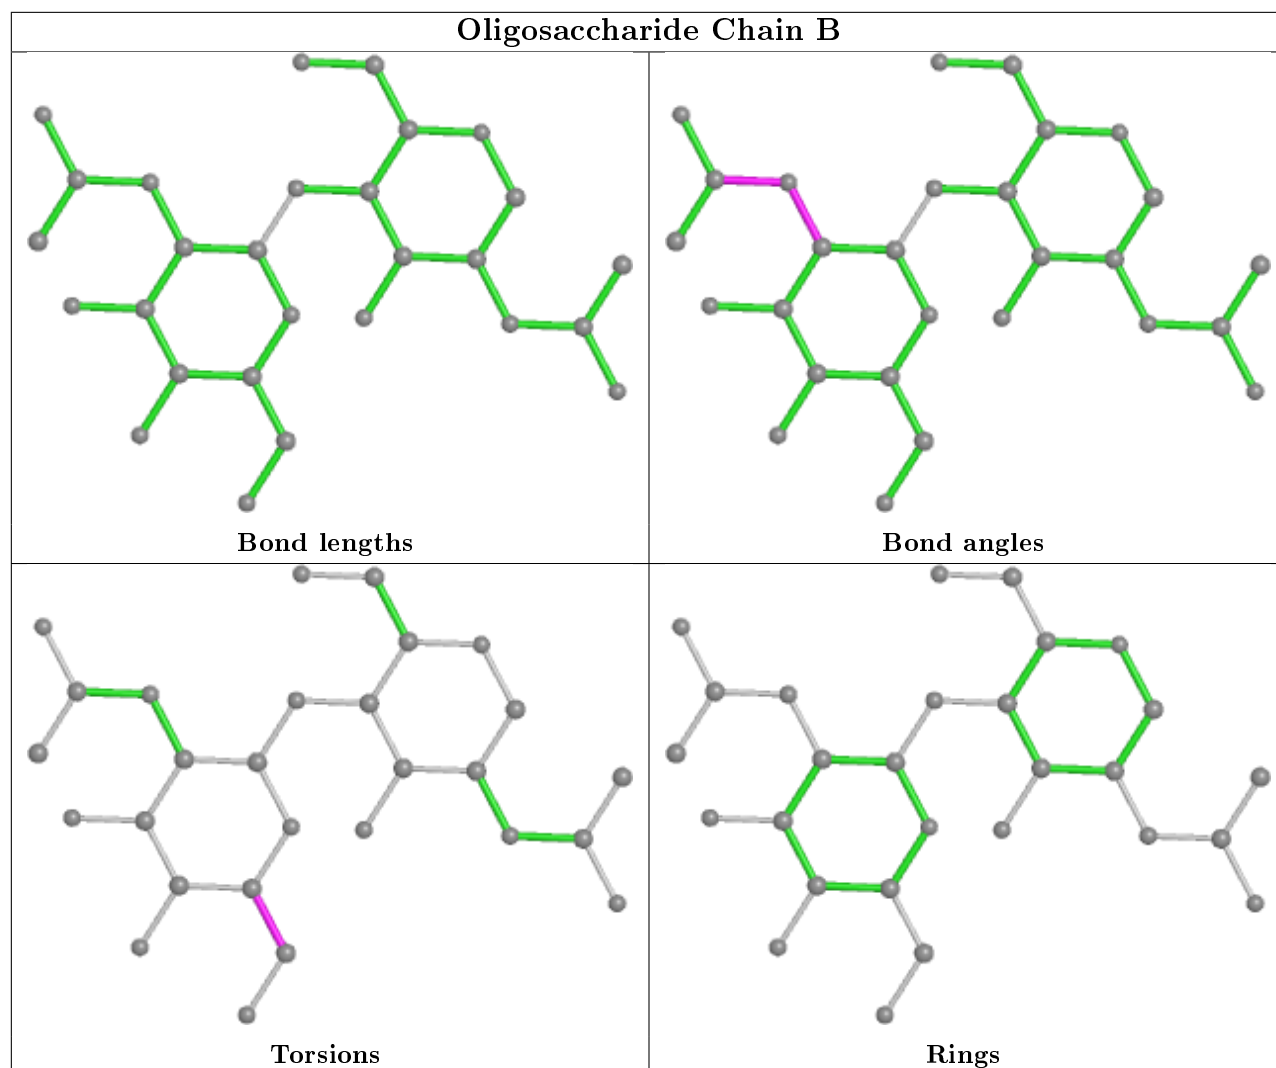 Oligosaccharide Chain B
Bond lengths
Bond angles
Torsions
Rings